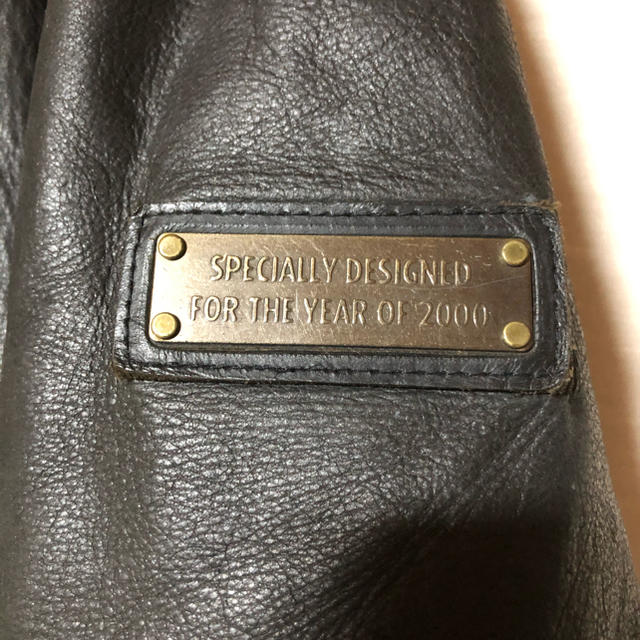 SPECIALLY DESIGNED
FOR THE YEAR OF 2000